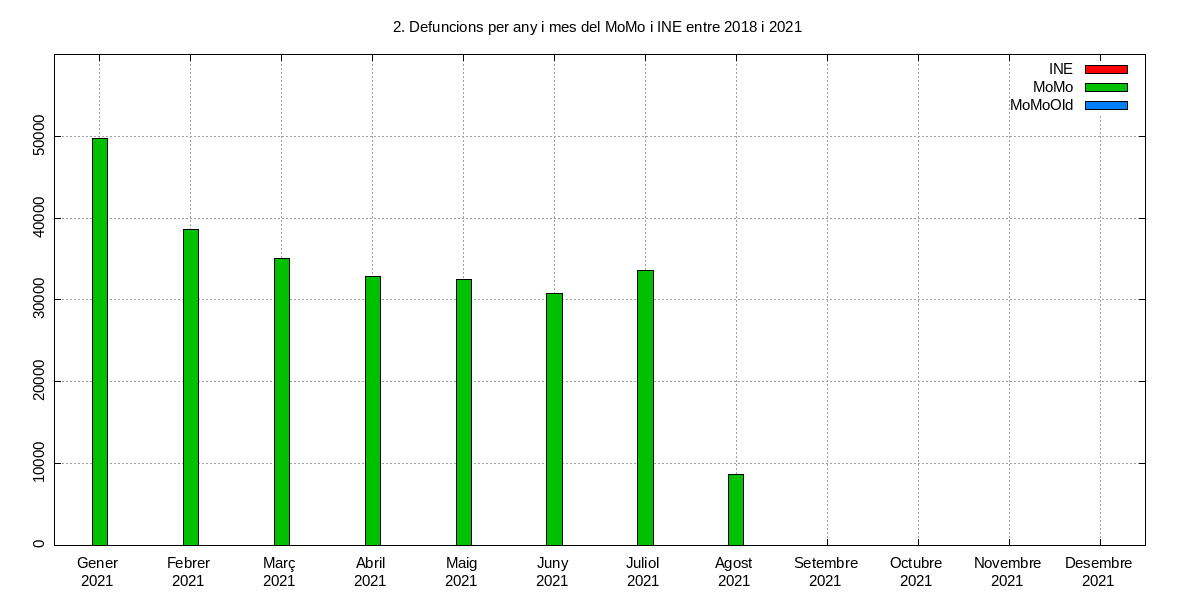 2. Defuncions per any i mes del MoMo i INE entre 2018 i 2021
INE
MoMo
MoMoOld
50000
40000
30000
20000
10000
0
Gener Febrer Març Abril Maig Juny Juliol Agost Setembre Octubre Novembre Desembre
2021 2021 2021 2021 2021 2021 2021 2021 2021 2021 2021 2021